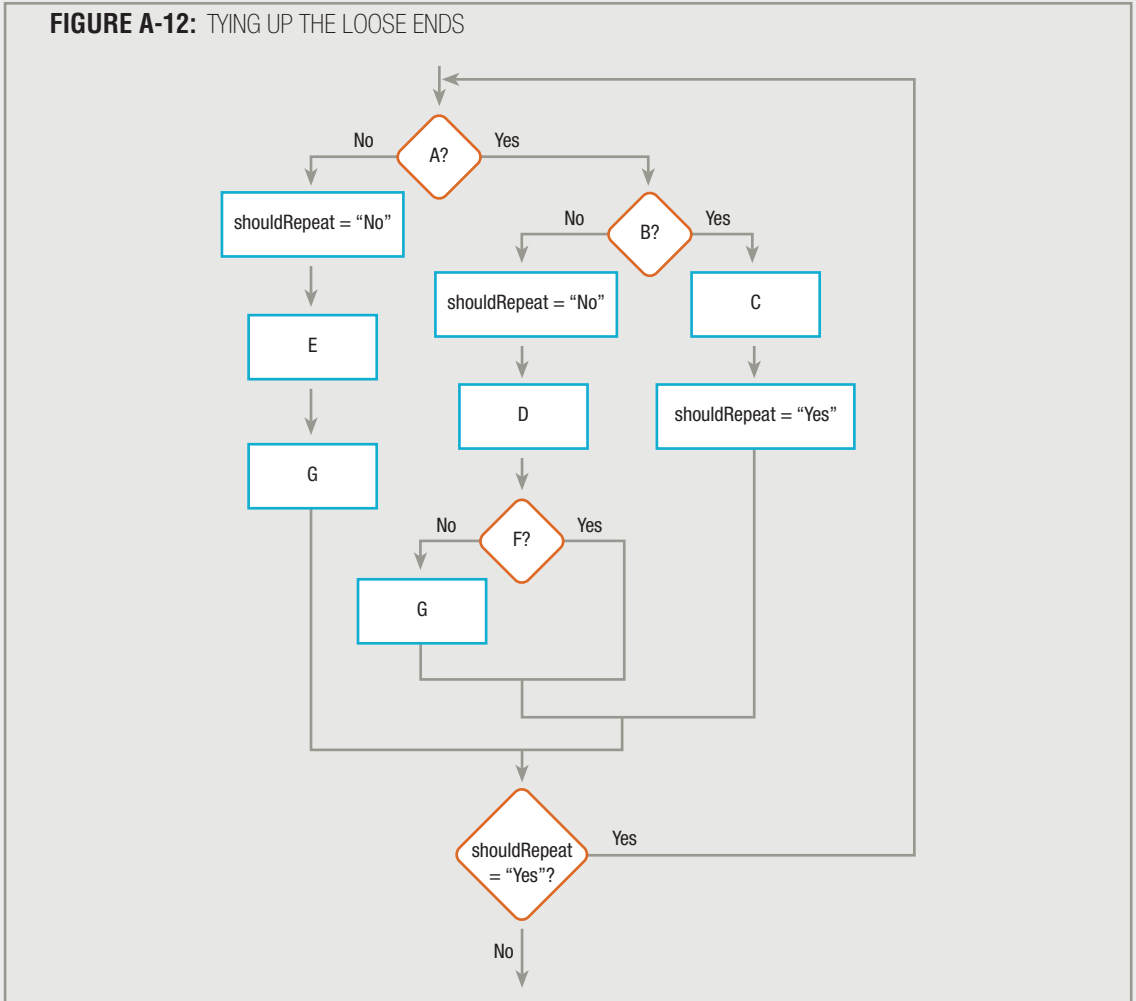 FIGURE A-12: TYING UP THE LOOSE ENDS
No
A?
Yes
shouldRepeat = “No”
No
B?
Yes
shouldRepeat = “No”
C
E
D
shouldRepeat = “Yes”
G
No
F?
Yes
G
shouldRepeat
= “Yes”?
Yes
No